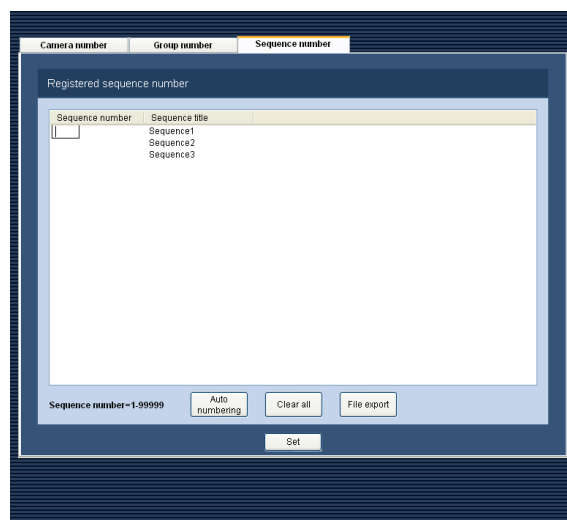 Camera number Group number Sequence number
Registered sequence number
Sequence number Sequence title
Sequence1
Sequence2
Sequence3
Sequence number=1-99999
Auto numbering
Clear all
File export
Set